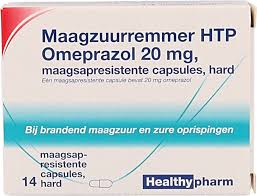 Maagzuurremmer HTP
Omeprazol 20 mg,
maagsapresistente capsules, hard
Één maagsapresistente capsule bevat 20 mg omeprazol
Bij brandend maagzuur en zure oprispingen
maagsap-
resistente
capsules,
14 hard
Healthypharm